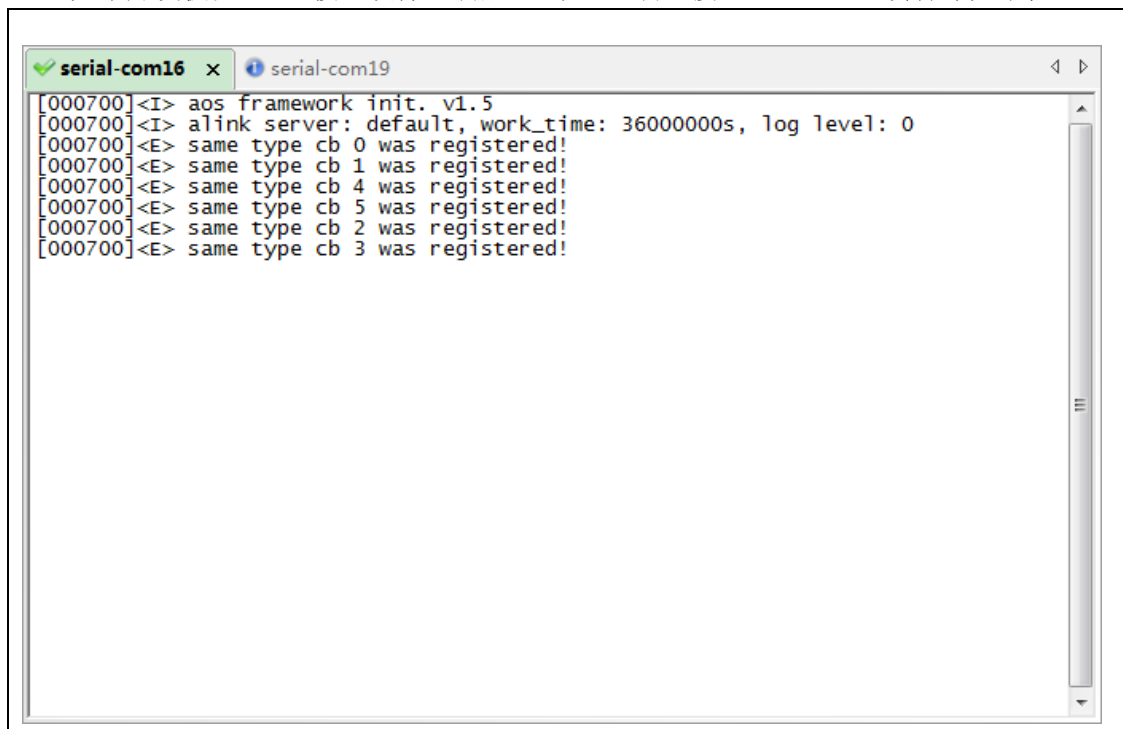 serial-com16 x serial-com19
[000700]<I> aos framework init. v1.5
[000700]<I> alink server: default, work_time: 36000000s, log level: 0
[000700]<E> same type cb 0 was registered!
[000700]<E> same type cb 1 was registered!
[000700]<E> same type cb 4 was registered!
[000700]<E> same type cb 5 was registered!
[000700]<E> same type cb 2 was registered!
[000700]<E> same type cb 3 was registered!